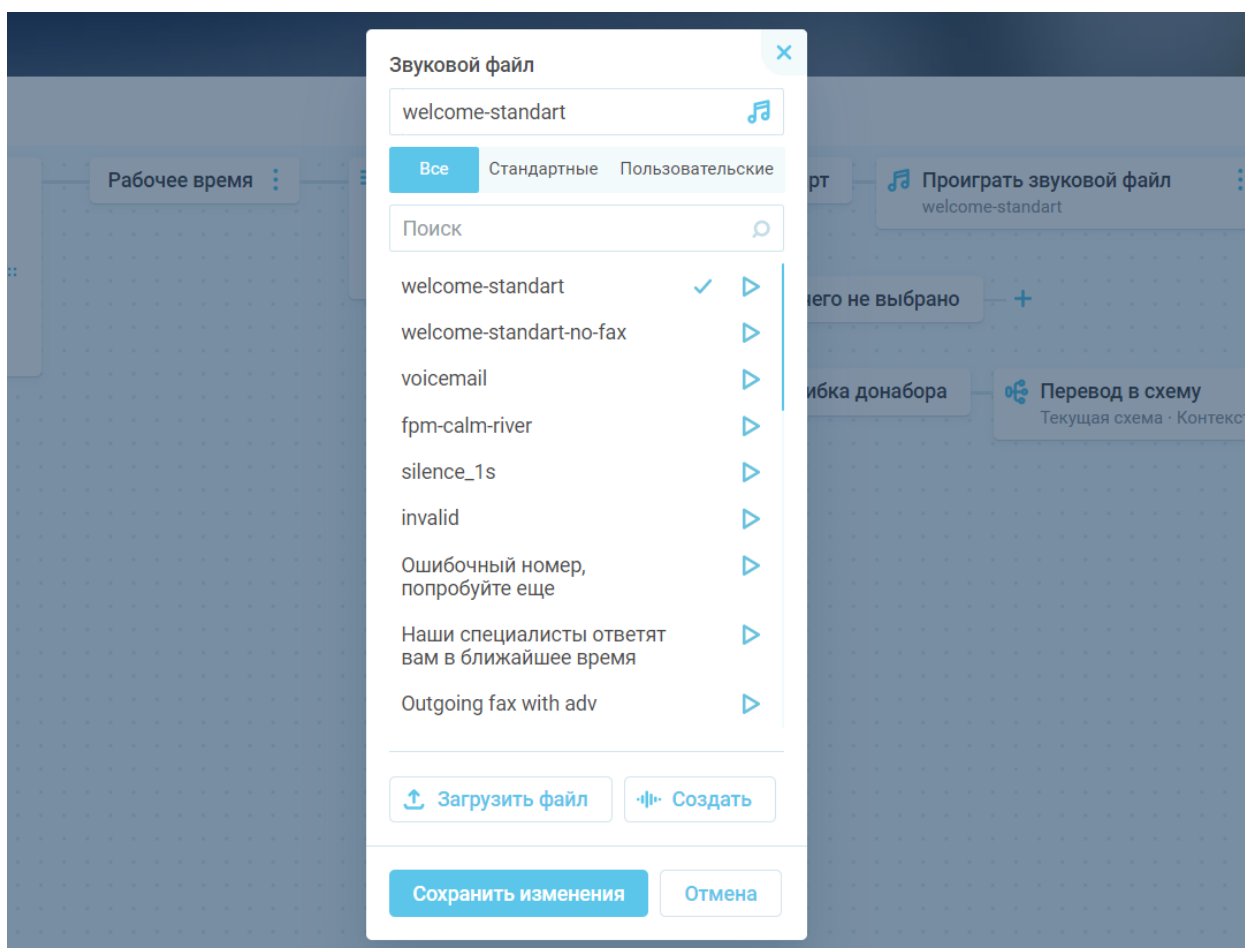 Звуковой файл
welcome-standart
Все Стандартные Пользовательские
Рабочее время
рт
Проиграть звуковой файл
welcome-standart
Поиск
welcome-standart
чего не выбрано
welcome-standart-no-fax
voicemail
ибка донабора
Перевод в схему
Текущая схема · Контекс
fpm-calm-river
silence_1s
invalid
Ошибочный номер,
попробуйте еще
Наши специалисты ответят
вам в ближайшее время
Outgoing fax with adv
Загрузить файл
Создать
Сохранить изменения
Отмена